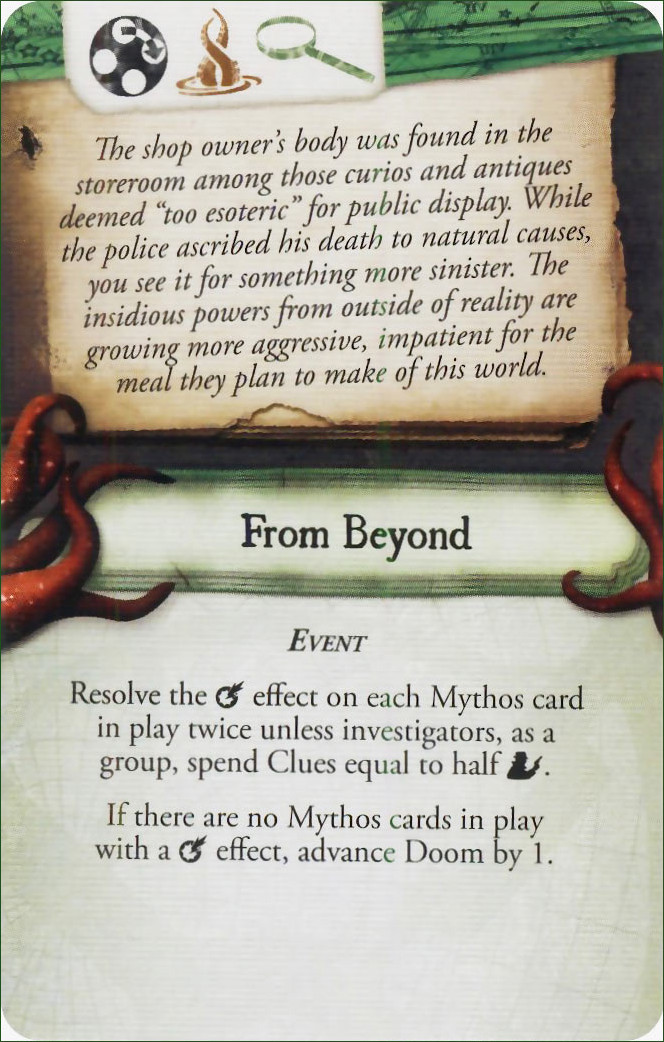 The shop owner's body was found in the
storeroom among those curios and antiques
deemed “too esoteric” for public display. While
the police ascribed his death to natural causes,
you see it for something more sinister. The
insidious powers from outside of reality are
growing more aggressive, impatient for the
meal they plan to make of this world.
From Beyond
Event
Resolve the effect on each Mythos card
in play twice unless investigators, as a
group, spend Clues equal to half .
If there are no Mythos cards in play
with a effect, advance Doom by 1.